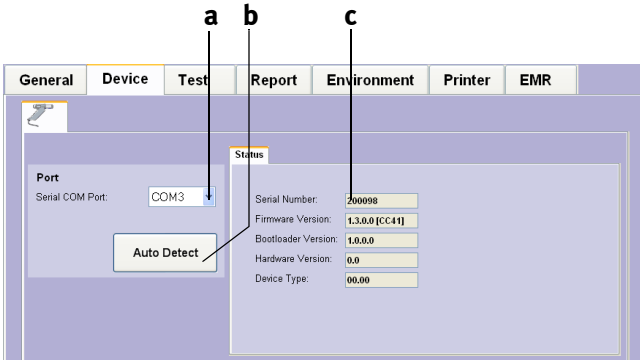 a b c
General Device Test Report Environment Printer EMR
Status
Port
Serial COM Port: COM3
Auto Detect
Serial Number: 200098
Firmware Version: 1.3.0.0 [CC41]
Bootloader Version: 1.0.0.0
Hardware Version: 0.0
Device Type: 00.00